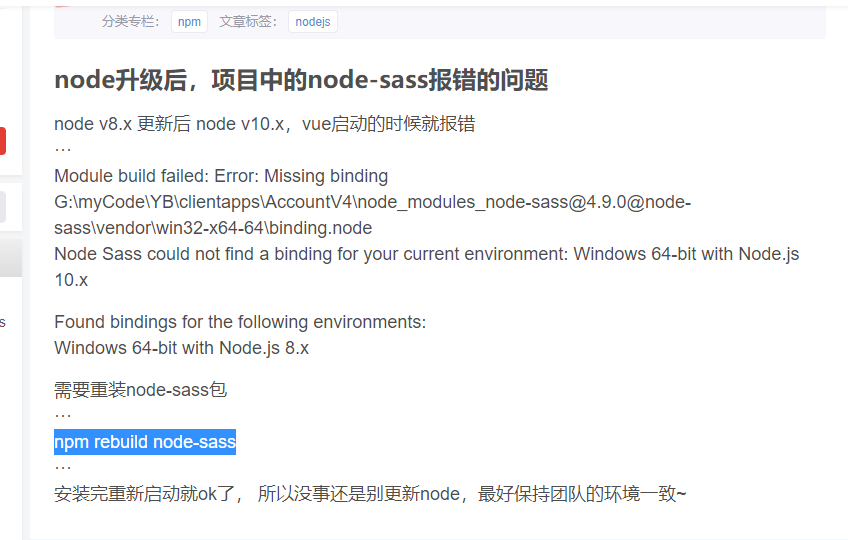 分类专栏： npm 文章标签： nodejs
node升级后，项目中的node-sass报错的问题
node v8.x 更新后 node v10.x，vue启动的时候就报错
…
Module build failed: Error: Missing binding
G:\myCode\YB\clientapps\AccountV4\node_modules_node-sass@4.9.0@node-
sass\vendor\win32-x64-64\binding.node
Node Sass could not find a binding for your current environment: Windows 64-bit with Node.js
10.x
Found bindings for the following environments:
s
Windows 64-bit with Node.js 8.x
需要重装node-sass包
…
npm rebuild node-sass
…
安装完重新启动就ok了， 所以没事还是别更新node，最好保持团队的环境一致~